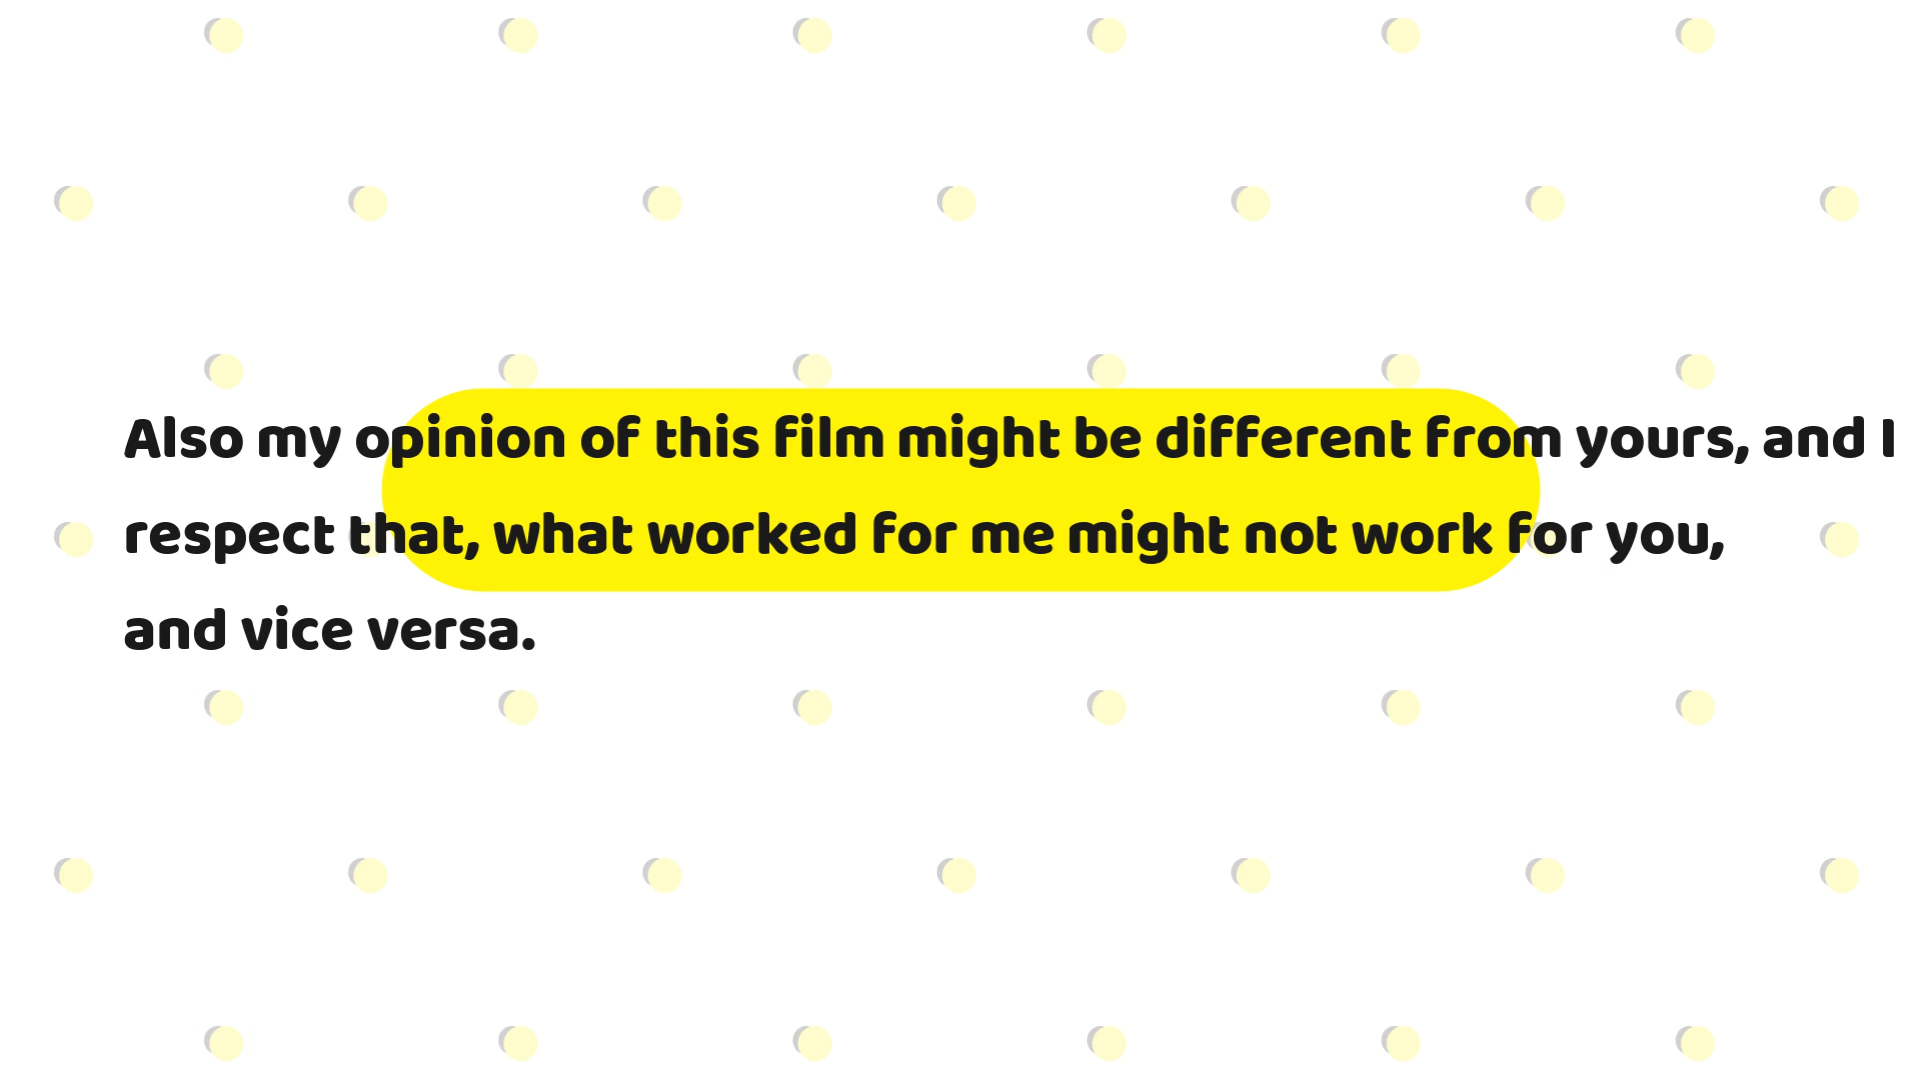 Also my opinion of this film might be different from yours, and I
respect that, what worked for me might not work for you,
and vice versa.